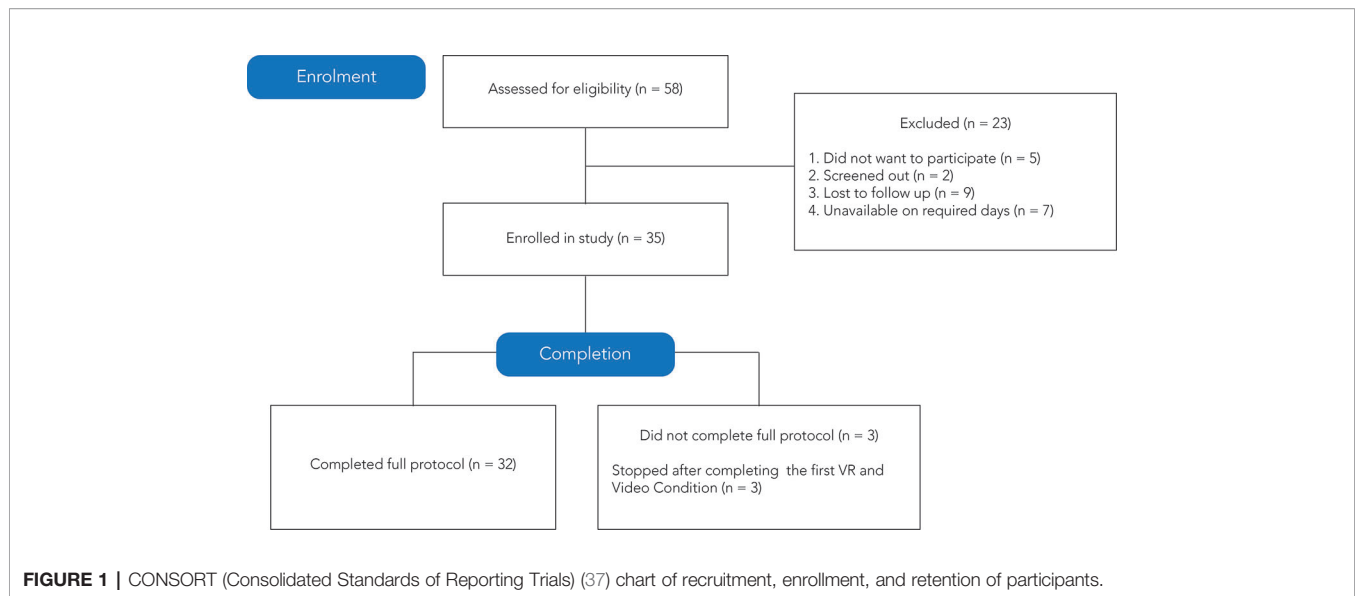 Enrolment
Assessed for eligibility (n = 58)
Excluded (n = 23)
1. Did not want to participate (n = 5)
2. Screened out (n = 2)
3. Lost to follow up (n = 9)
4. Unavailable on required days (n = 7)
Enrolled in study (n = 35)
Completion
Completed full protocol (n = 32)
Did not complete full protocol (n = 3)
Stopped after completing the first VR and
Video Condition (n = 3)
FIGURE 1 | CONSORT (Consolidated Standards of Reporting Trials) (37) chart of recruitment, enrollment, and retention of participants.